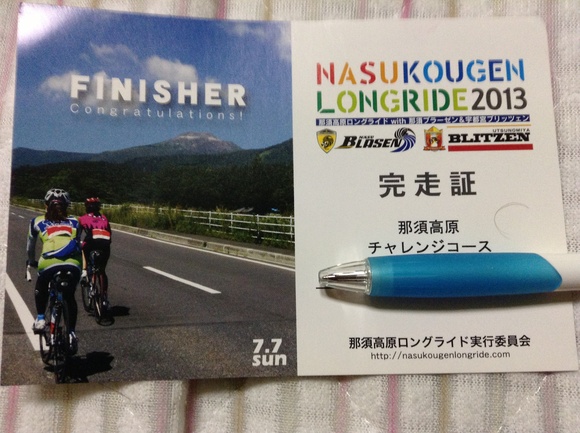 FINISHER
Congratulations!
7.7
sun
NASUKOUGEN
LONGRIDE2013
那須高原ロングライド with 那須ブラーゼン&宇都宮ブリッツェン
NASU
BLASEN
UTSUNOMIYA
BLITZEN
完走証
那須高原
チャレンジコース
那須高原ロングライド実行委員会
http://nasukougenlongride.com/